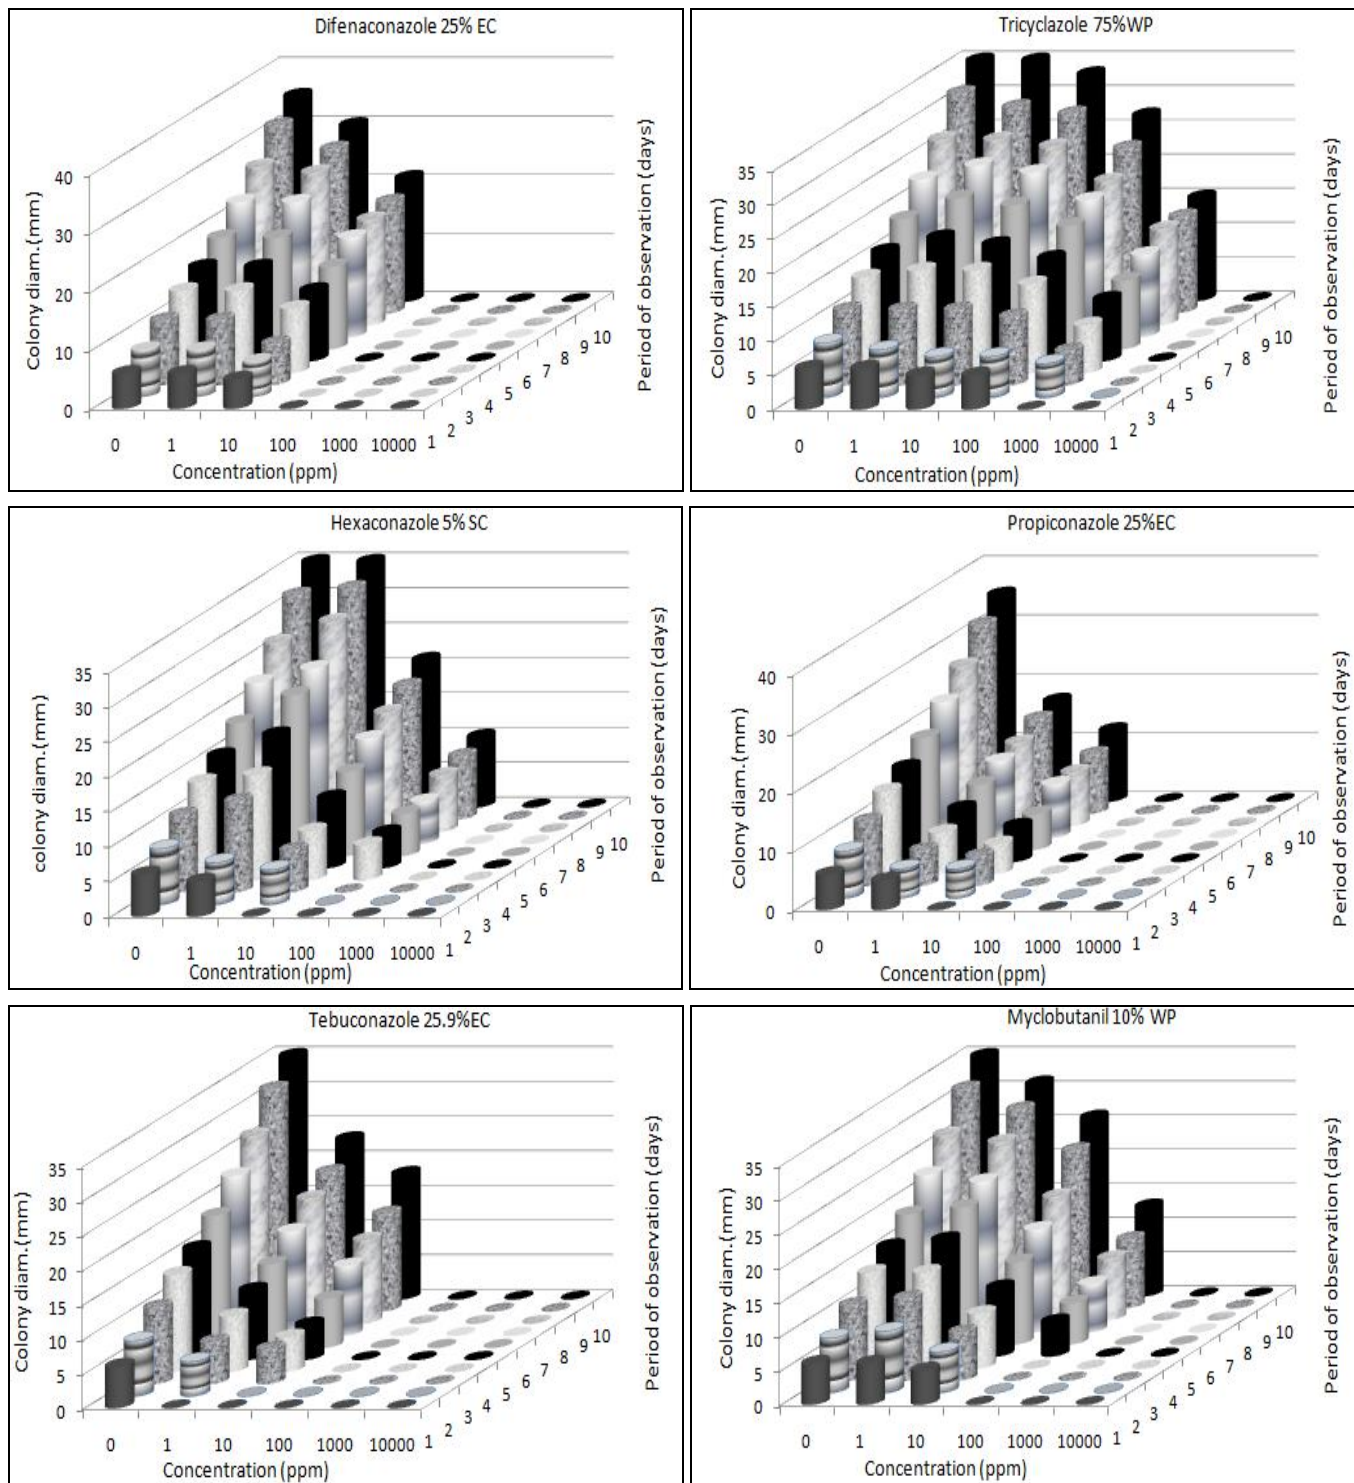 Difenaconazole 25% EC
Colony diam.(mm)
40
30
20
10
0
0 1 10 100 1000 10000
Concentration (ppm)
1 2 3 4 5 6 7 8 9 10
Period of observation (days)
Tricyclazole 75%WP
Colony diam.(mm)
35
30
25
20
15
10
5
0
0 1 10 100 1000 10000
Concentration (ppm)
1 2 3 4 5 6 7 8 9 10
Period of observation (days)
Hexaconazole 5% SC
colony diam.(mm)
35
30
25
20
15
10
5
0
0 1 10 100 1000 10000
Concentration (ppm)
1 2 3 4 5 6 7 8 9 10
Period of observation (days)
Propiconazole 25%EC
Colony diam.(mm)
40
30
20
10
0
0 1 10 100 1000 10000
Concentration (ppm)
1 2 3 4 5 6 7 8 9 10
Period of observation (days)
Tebuconazole 25.9%EC
Colony diam.(mm)
35
30
25
20
15
10
5
0
0 1 10 100 1000 10000
Concentration (ppm)
1 2 3 4 5 6 7 8 9 10
Period of observation (days)
Myclobutanil 10% WP
Colony diam.(mm)
35
30
25
20
15
10
5
0
0 1 10 100 1000 10000
Concentration (ppm)
1 2 3 4 5 6 7 8 9 10
Period of observation (days)